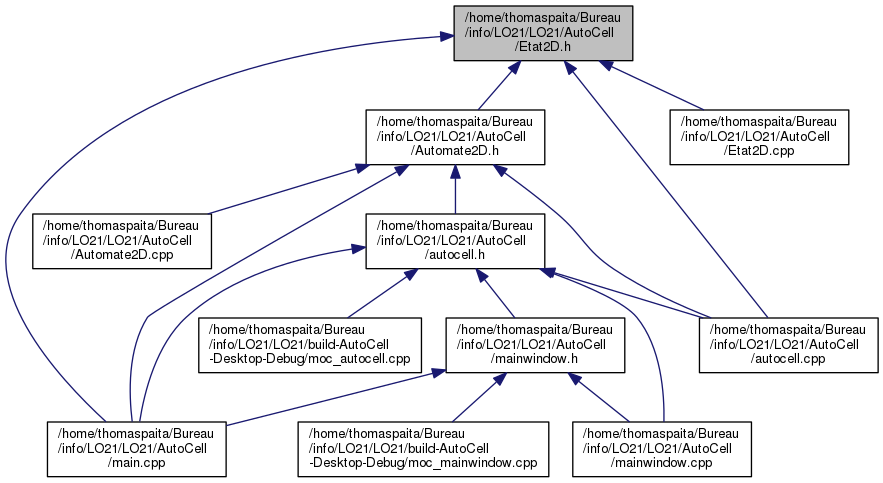 /home/thomaspaita/Bureau
/info/LO21/LO21/AutoCell
/Etat2D.h
/home/thomaspaita/Bureau
/info/LO21/LO21/AutoCell
/Automate2D.h
/home/thomaspaita/Bureau
/info/LO21/LO21/AutoCell
/Etat2D.cpp
/home/thomaspaita/Bureau
/info/LO21/LO21/AutoCell
/Automate2D.cpp
/home/thomaspaita/Bureau
/info/LO21/LO21/AutoCell
/autocell.h
/home/thomaspaita/Bureau
/info/LO21/LO21/build-AutoCell
-Desktop-Debug/moc_autocell.cpp
/home/thomaspaita/Bureau
/info/LO21/LO21/AutoCell
/mainwindow.h
/home/thomaspaita/Bureau
/info/LO21/LO21/AutoCell
/autocell.cpp
/home/thomaspaita/Bureau
/info/LO21/LO21/AutoCell
/main.cpp
/home/thomaspaita/Bureau
/info/LO21/LO21/build-AutoCell
-Desktop-Debug/moc_mainwindow.cpp
/home/thomaspaita/Bureau
/info/LO21/LO21/AutoCell
/mainwindow.cpp